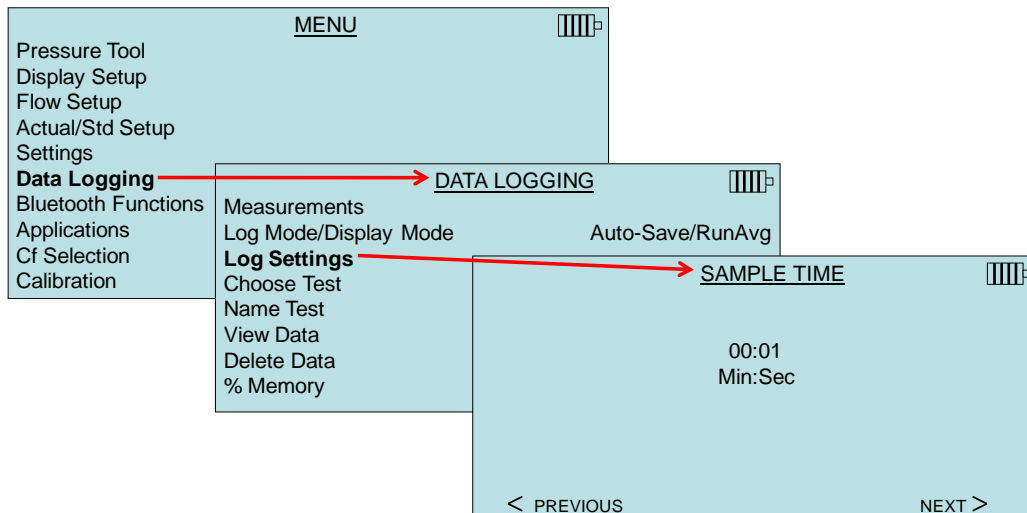 MENU
Pressure Tool
Display Setup
Flow Setup
Actual/Std Setup
Settings
Data Logging
Bluetooth Functions
Applications
Cf Selection
Calibration
DATA LOGGING
Measurements
Log Mode/Display Mode Auto-Save/RunAvg
Log Settings
Choose Test
Name Test
View Data
Delete Data
% Memory
SAMPLE TIME
00:01
Min:Sec
< PREVIOUS NEXT >